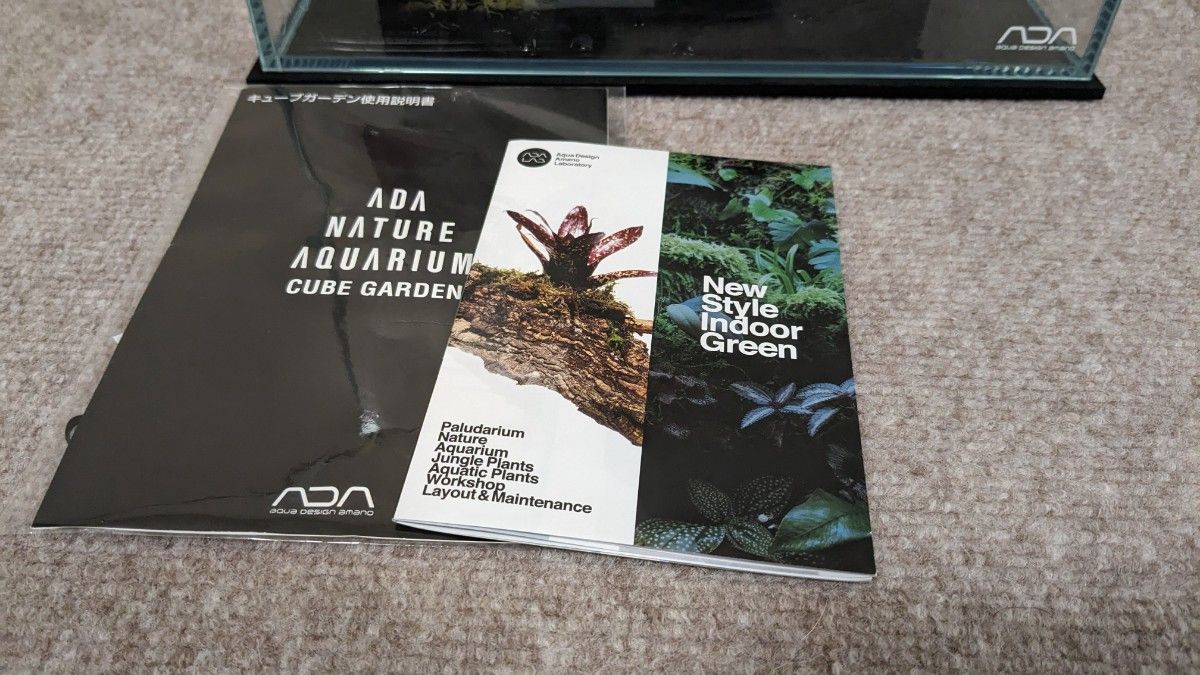 ADA
aqua design amano
キューブガーデン使用説明書
ADA
NATURE
AQUARIUM
CUBE GARDEN
ADA
aqua design amano
ADA
LAB
Aqua Design
Amano
Laboratory
Paludarium
Nature
Aquarium
Jungle Plants
Aquatic Plants
Workshop
Layout & Maintenance
New
Style
Indoor
Green